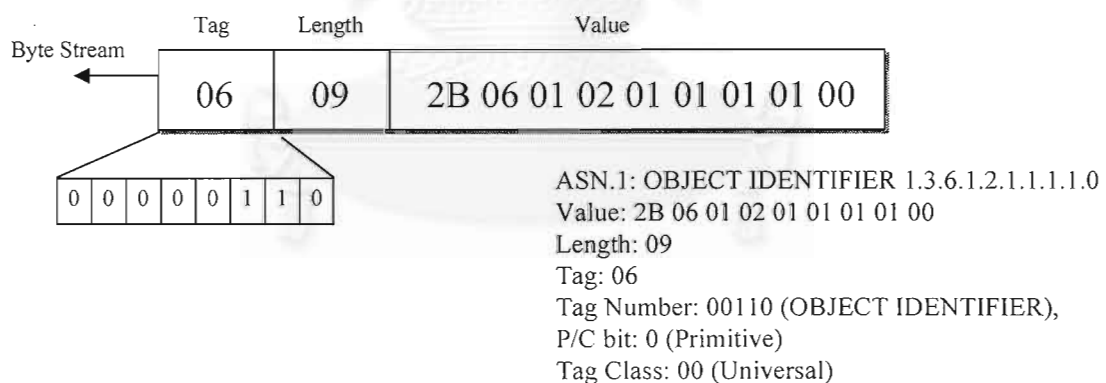 Tag Length Value
Byte Stream
06 09 2B 06 01 02 01 01 01 01 00
0 0 0 0 0 1 1 0
ASN.1: OBJECT IDENTIFIER 1.3.6.1.2.1.1.1.1.0
Value: 2B 06 01 02 01 01 01 01 00
Length: 09
Tag: 06
Tag Number: 00110 (OBJECT IDENTIFIER),
P/C bit: 0 (Primitive)
Tag Class: 00 (Universal)